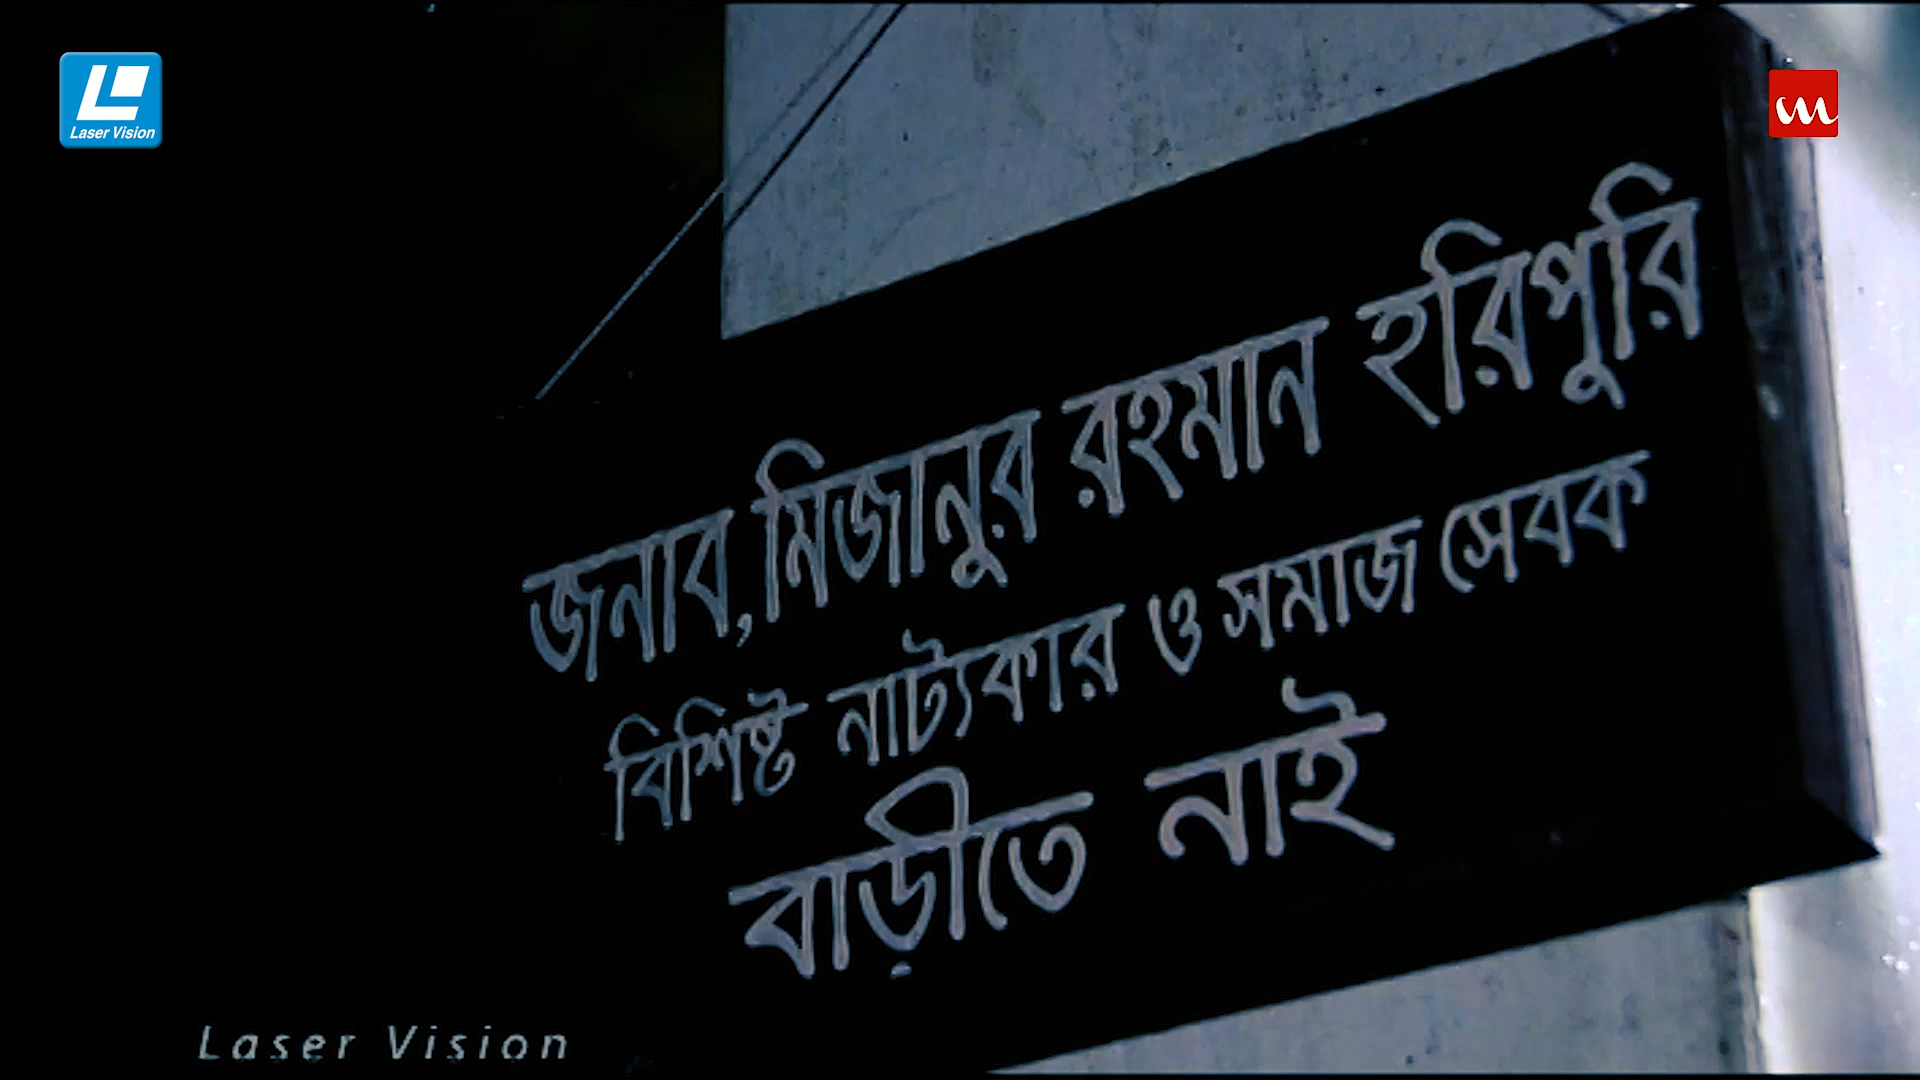 Laser Vision
জনাব, মিজানুর রহমান হরিপুরি
বিশিষ্ট নাট্যকার ও সমাজ সেবক
বাড়ীতে নাই
Laser Vision